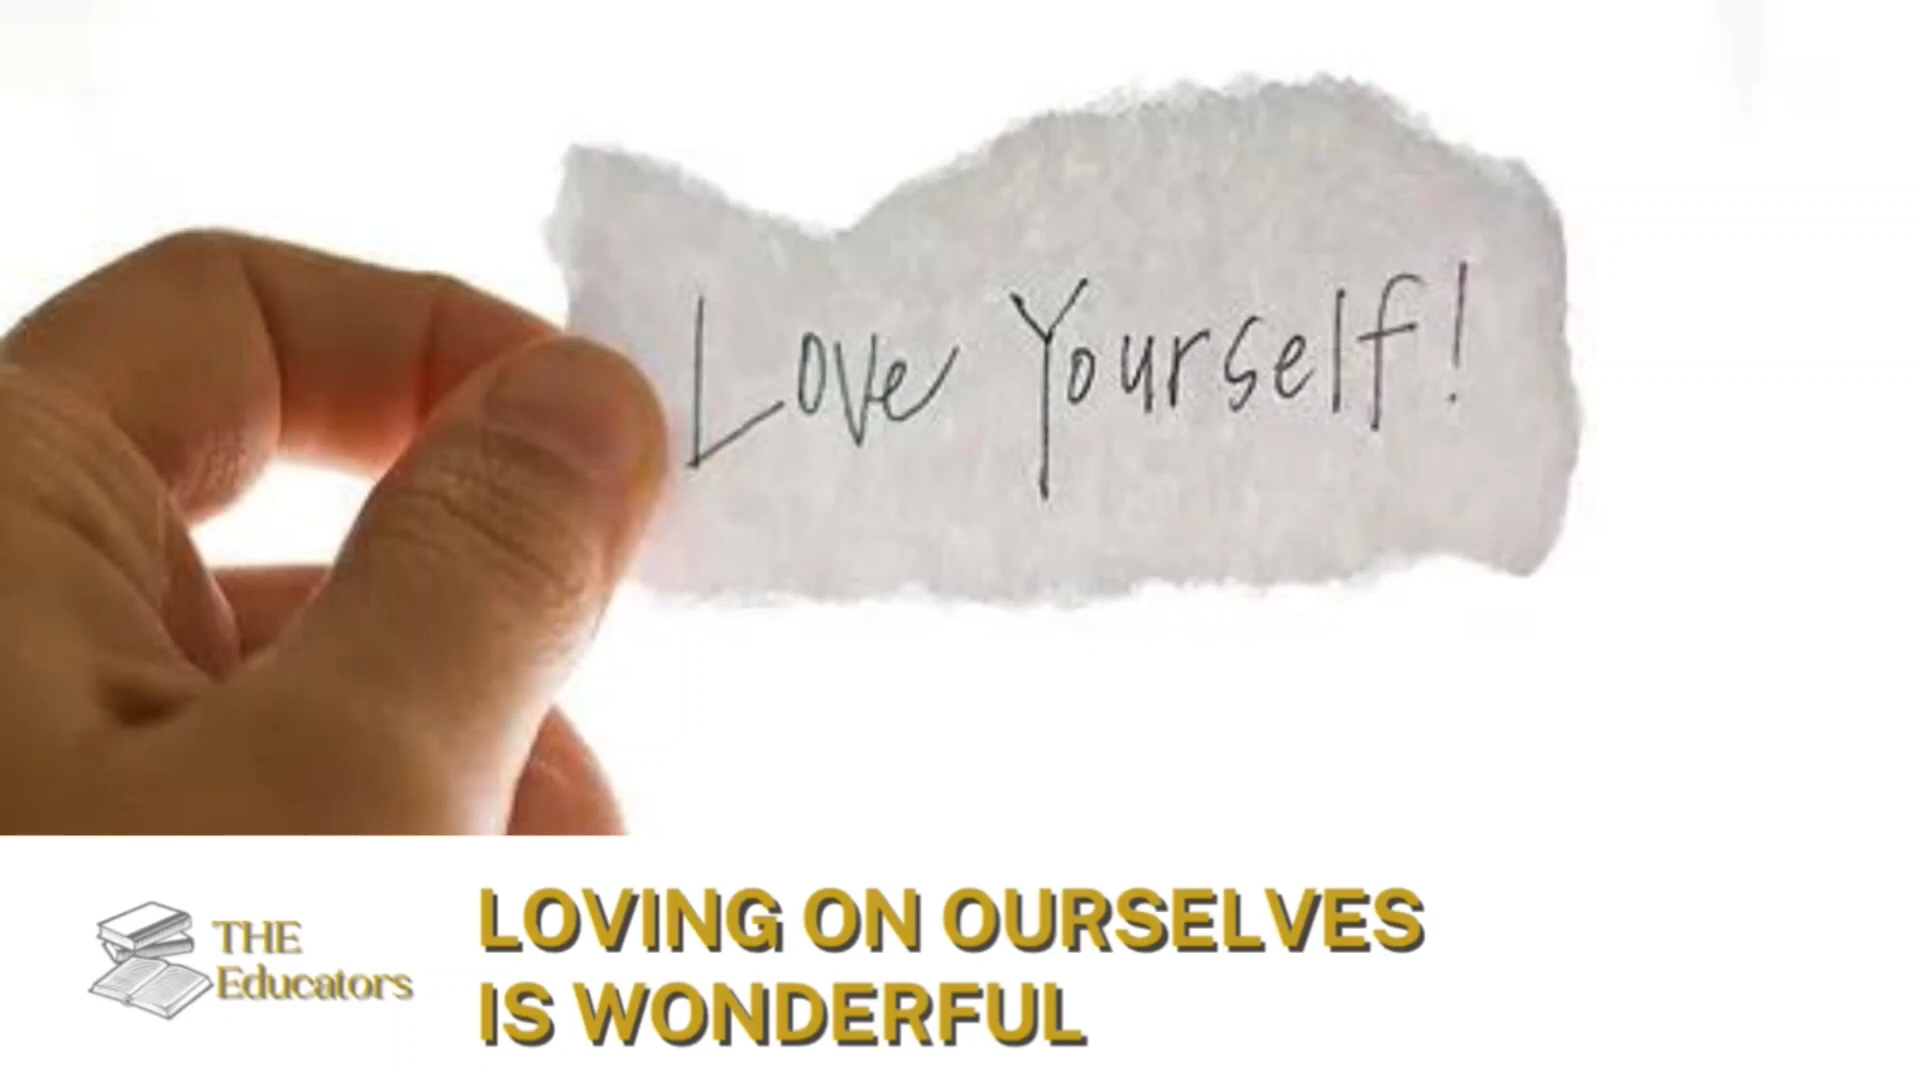 Love Yourself!
THE
Educators
LOVING ON OURSELVES
IS WONDERFUL